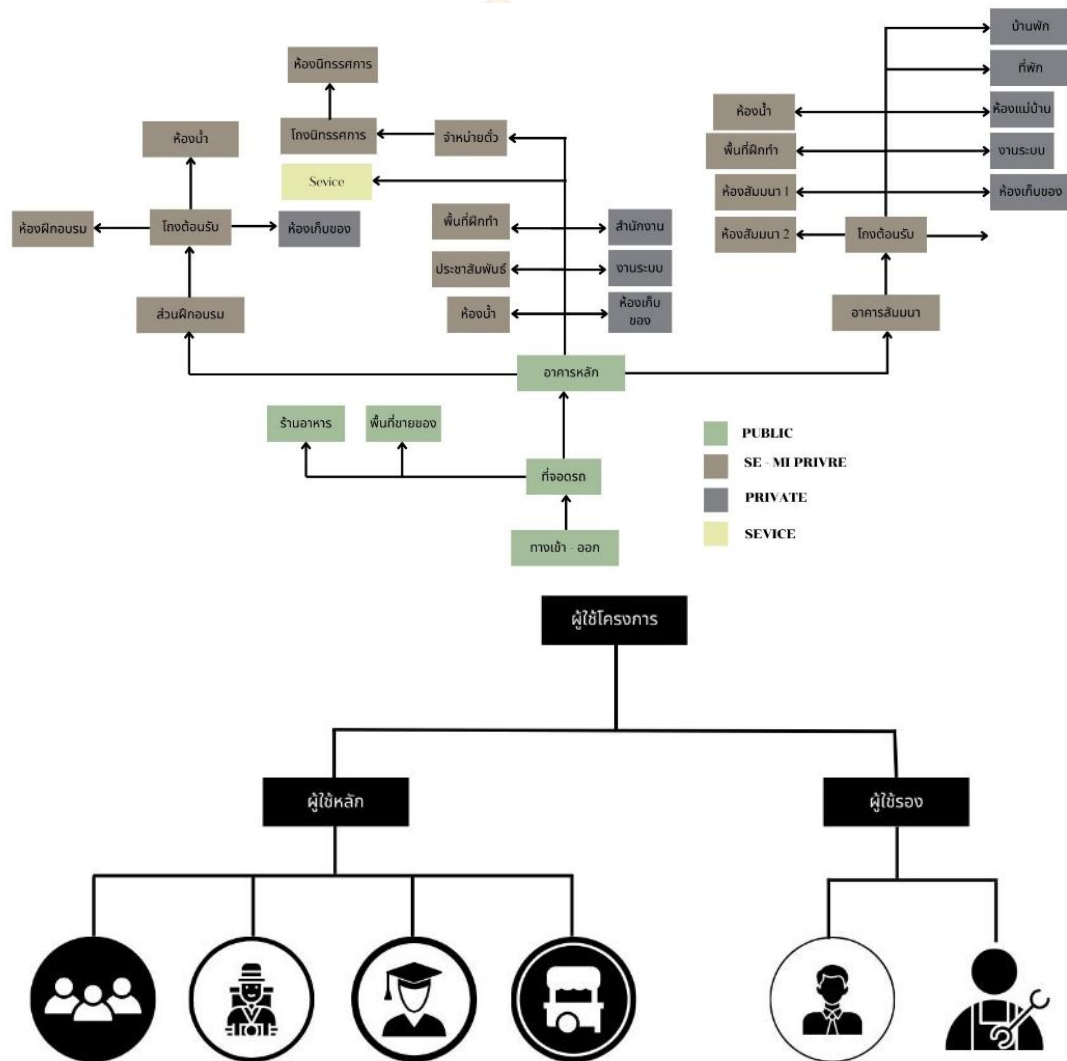 บ้านพัก
ห้องนิทรรศการ
ที่พัก
ห้องน้ำ
ห้องแม่บ้าน
ห้องน้ำ
โถงนิทรรศการ
จำหน่ายตั๋ว
พื้นที่ฝึกทำ
งานระบบ
Sevice
ห้องสัมมนา 1
ห้องเก็บของ
ห้องฝึกอบรม
โถงต้อนรับ
ห้องเก็บของ
พื้นที่ฝึกทำ
สำนักงาน
ห้องสัมมนา 2
โถงต้อนรับ
ประชาสัมพันธ์
งานระบบ
ส่วนฝึกอบรม
ห้องน้ำ
ห้องเก็บ
ของ
อาคารสัมมนา
อาคารหลัก
ร้านอาหาร
พื้นที่ขายของ
ที่จอดรถ
ทางเข้า - ออก
PUBLIC
SE - MI PRIVRE
PRIVATE
SEVICE
ผู้ใช้โครงการ
ผู้ใช้หลัก
ผู้ใช้รอง